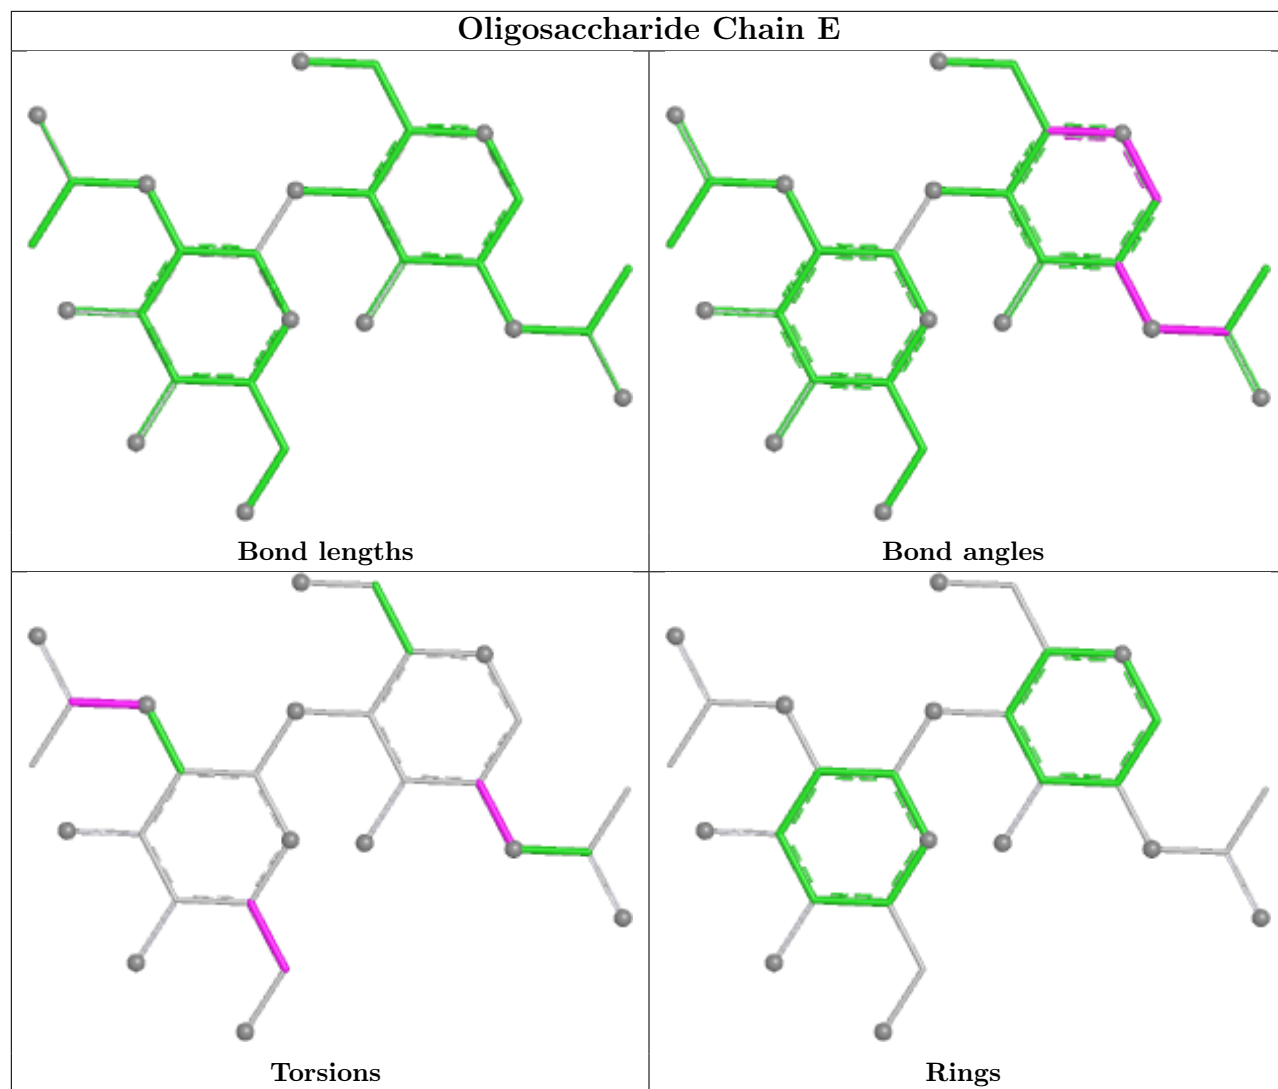 Oligosaccharide Chain E
Bond lengths
Bond angles
Torsions
Rings